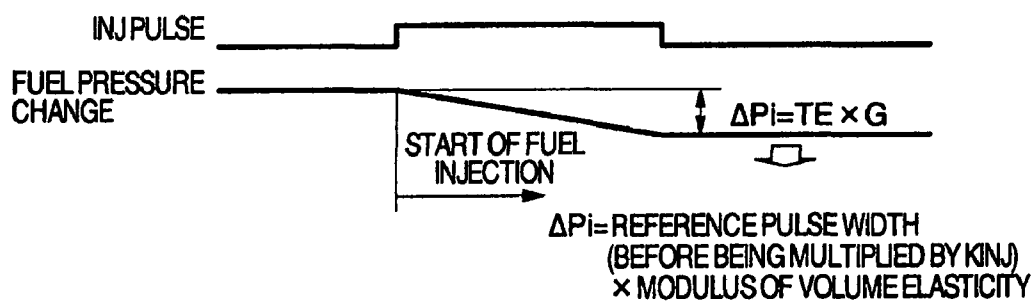 INJ PULSE
FUEL PRESSURE
CHANGE
ΔPi=TE × G
START OF FUEL
INJECTION
ΔPi=REFERENCE PULSE WIDTH
(BEFORE BEING MULTIPLIED BY KINJ)
× MODULUS OF VOLUME ELASTICITY